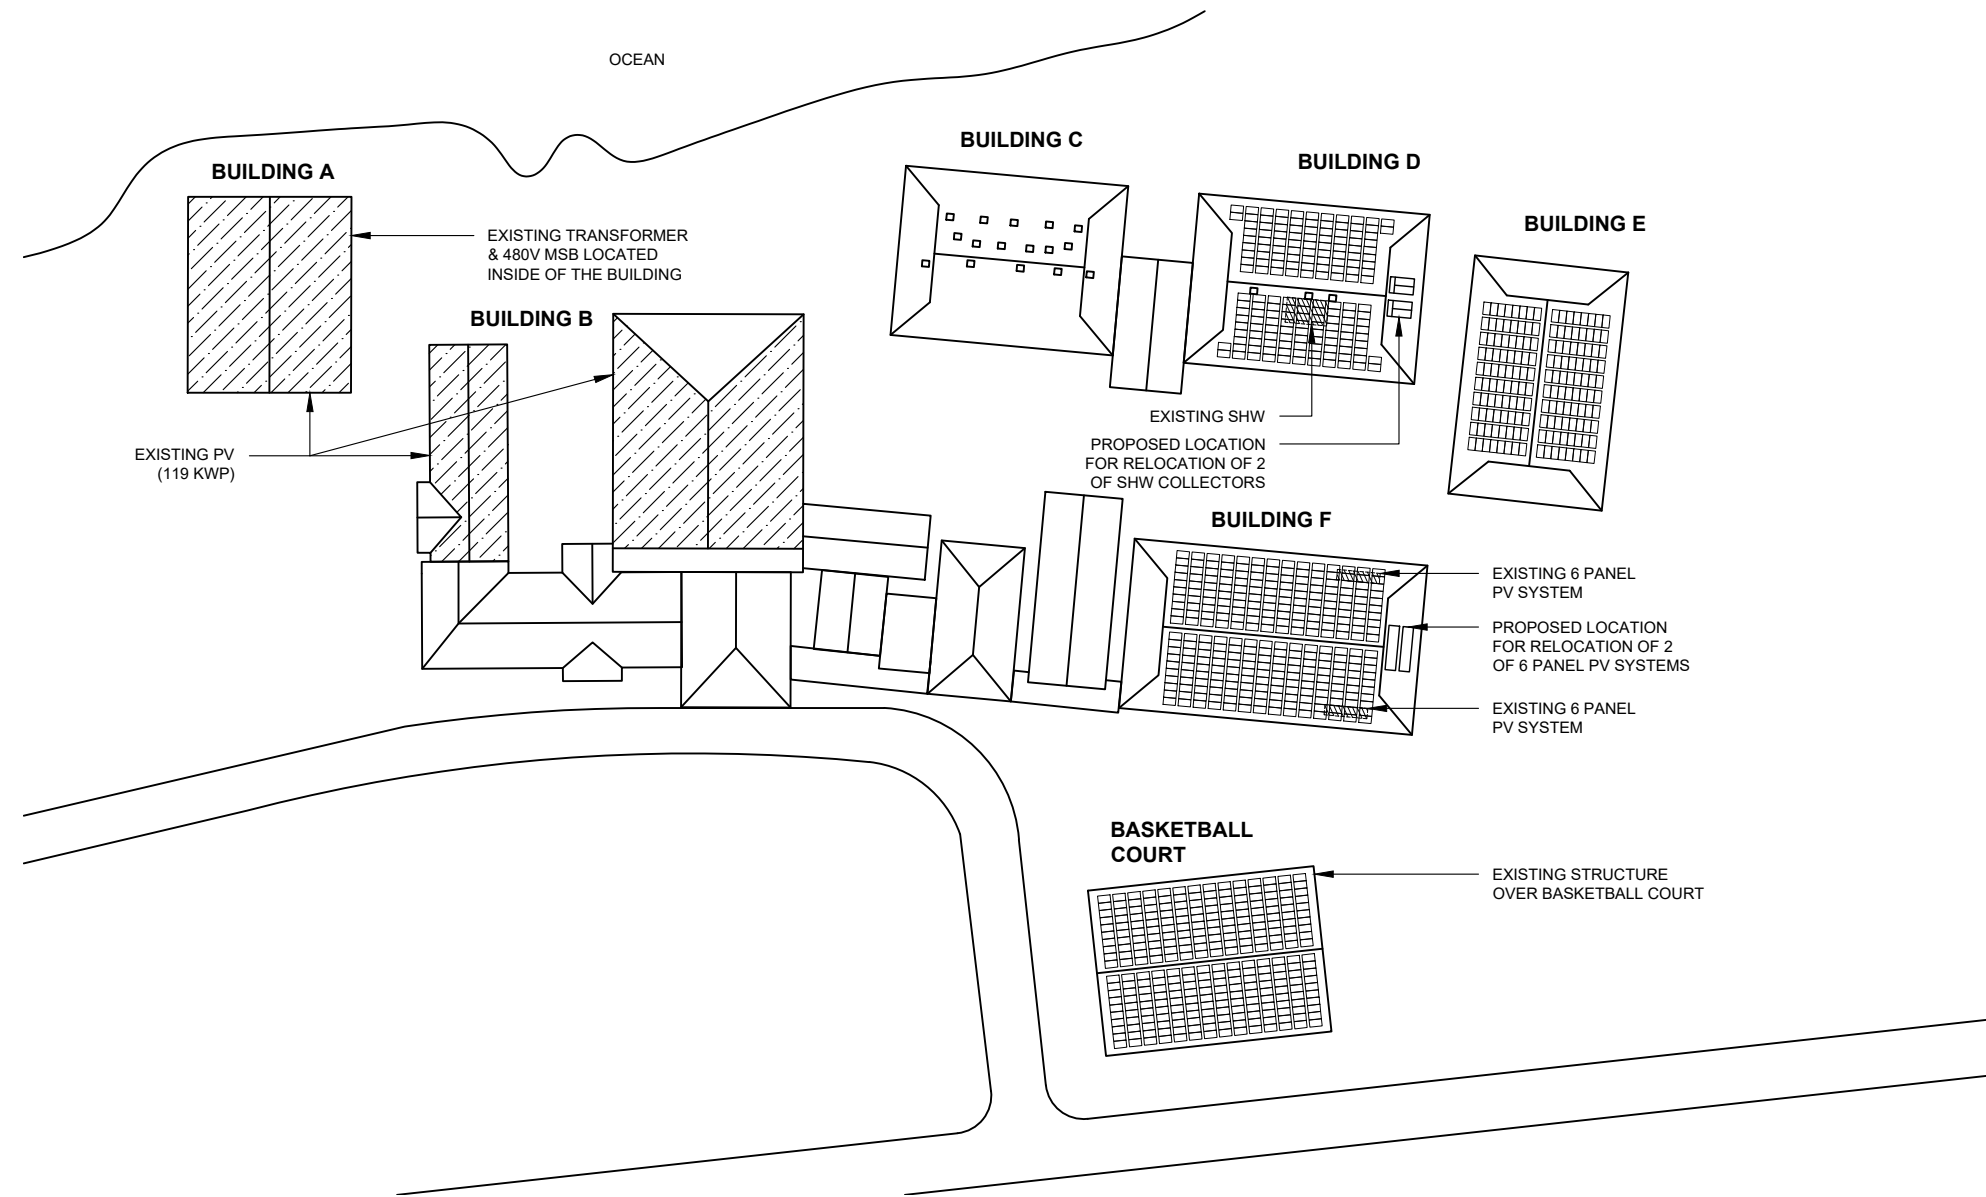 OCEAN
BUILDING A
BUILDING C
BUILDING D
BUILDING E
EXISTING TRANSFORMER
& 480V MSB LOCATED
INSIDE OF THE BUILDING
BUILDING B
EXISTING PV
(119 KWP)
EXISTING SHW
PROPOSED LOCATION
FOR RELOCATION OF 2
OF SHW COLLECTORS
BUILDING F
EXISTING 6 PANEL
PV SYSTEM
PROPOSED LOCATION
FOR RELOCATION OF 2
OF 6 PANEL PV SYSTEMS
EXISTING 6 PANEL
PV SYSTEM
BASKETBALL
COURT
EXISTING STRUCTURE
OVER BASKETBALL COURT